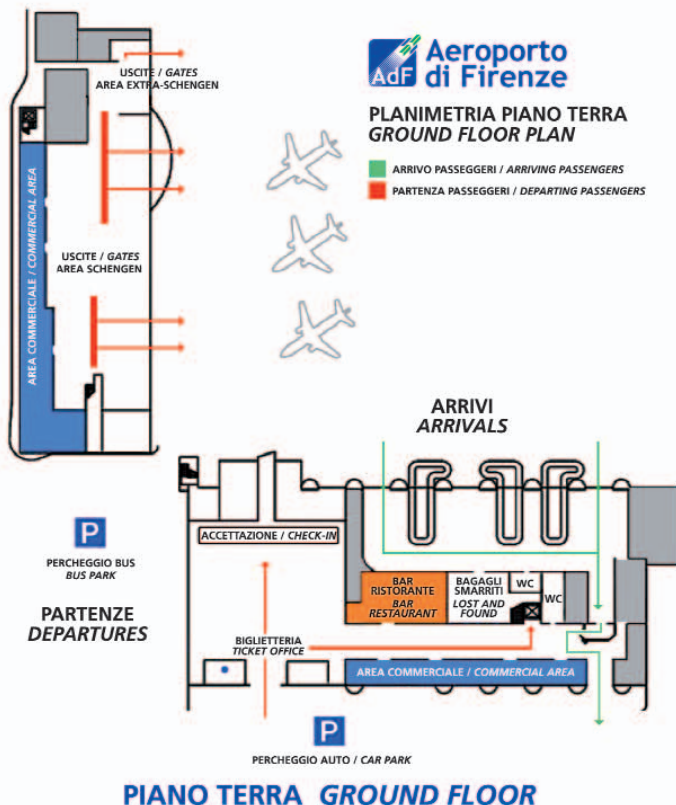 USCITE / GATES
AREA EXTRA-SCHENGEN
AdF
Aeroporto
di Firenze
PLANIMETRIA PIANO TERRA
GROUND FLOOR PLAN
ARRIVO PASSEGGERI / ARRIVING PASSENGERS
PARTENZA PASSEGGERI / DEPARTING PASSENGERS
AREA COMMERCIALE / COMMERCIAL AREA
USCITE / GATES
AREA SCHENGEN
ARRIVI
ARRIVALS
P
PERCHEGGIO BUS
BUS PARK
PARTENZE
DEPARTURES
ACCETTAZIONE / CHECK-IN
BAR
RISTORANTE
BAR
RESTAURANT
BAGAGLI
SMARRITI
LOST AND
FOUND
WC
WC
BIGLIETTERIA
TICKET OFFICE
AREA COMMERCIALE / COMMERCIAL AREA
P
PERCHEGGIO AUTO / CAR PARK
PIANO TERRA GROUND FLOOR